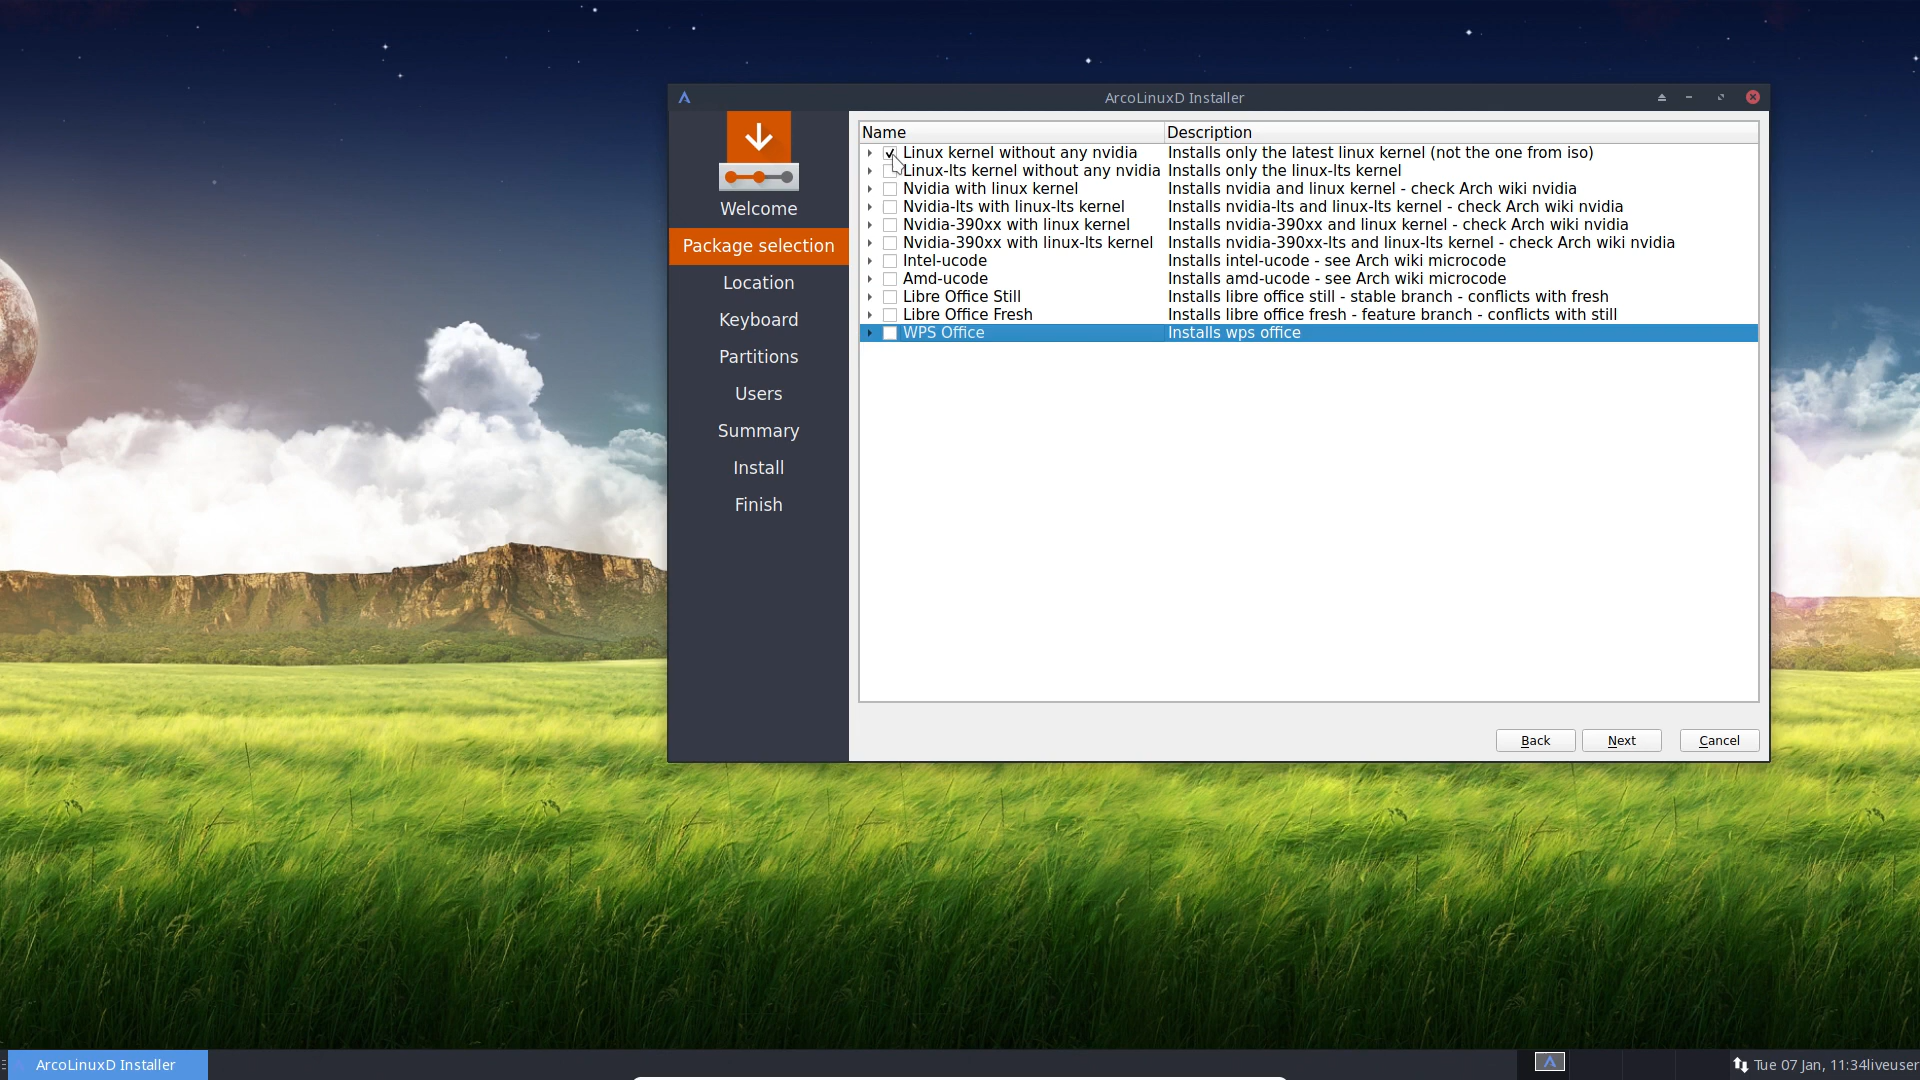 ArcoLinuxD Installer
Name Description
Linux kernel without any nvidia Installs only the latest linux kernel (not the one from iso)
Linux-lts kernel without any nvidia Installs only the linux-lts kernel
Nvidia with linux kernel Installs nvidia and linux kernel - check Arch wiki nvidia
Nvidia-lts with linux-lts kernel Installs nvidia-lts and linux-lts kernel - check Arch wiki nvidia
Nvidia-390xx with linux kernel Installs nvidia-390xx and linux kernel - check Arch wiki nvidia
Nvidia-390xx with linux-lts kernel Installs nvidia-390xx-lts and linux-lts kernel - check Arch wiki nvidia
Intel-ucode Installs intel-ucode - see Arch wiki microcode
Amd-ucode Installs amd-ucode - see Arch wiki microcode
Libre Office Still Installs libre office still - stable branch - conflicts with fresh
Libre Office Fresh Installs libre office fresh - feature branch - conflicts with still
WPS Office Installs wps office
Welcome
Package selection
Location
Keyboard
Partitions
Users
Summary
Install
Finish
Back Next Cancel
ArcoLinuxD Installer
Tue 07 Jan, 11:34liveuser